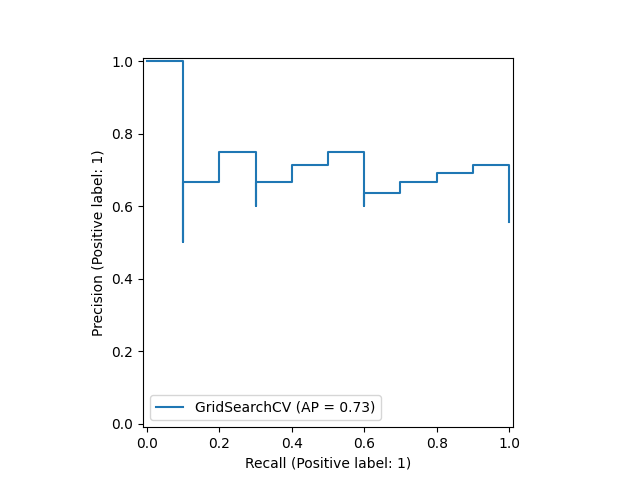 1.0
0.8
0.6
0.4
0.2
0.0
Precision (Positive label: 1)
GridSearchCV (AP = 0.73)
0.0 0.2 0.4 0.6 0.8 1.0
Recall (Positive label: 1)